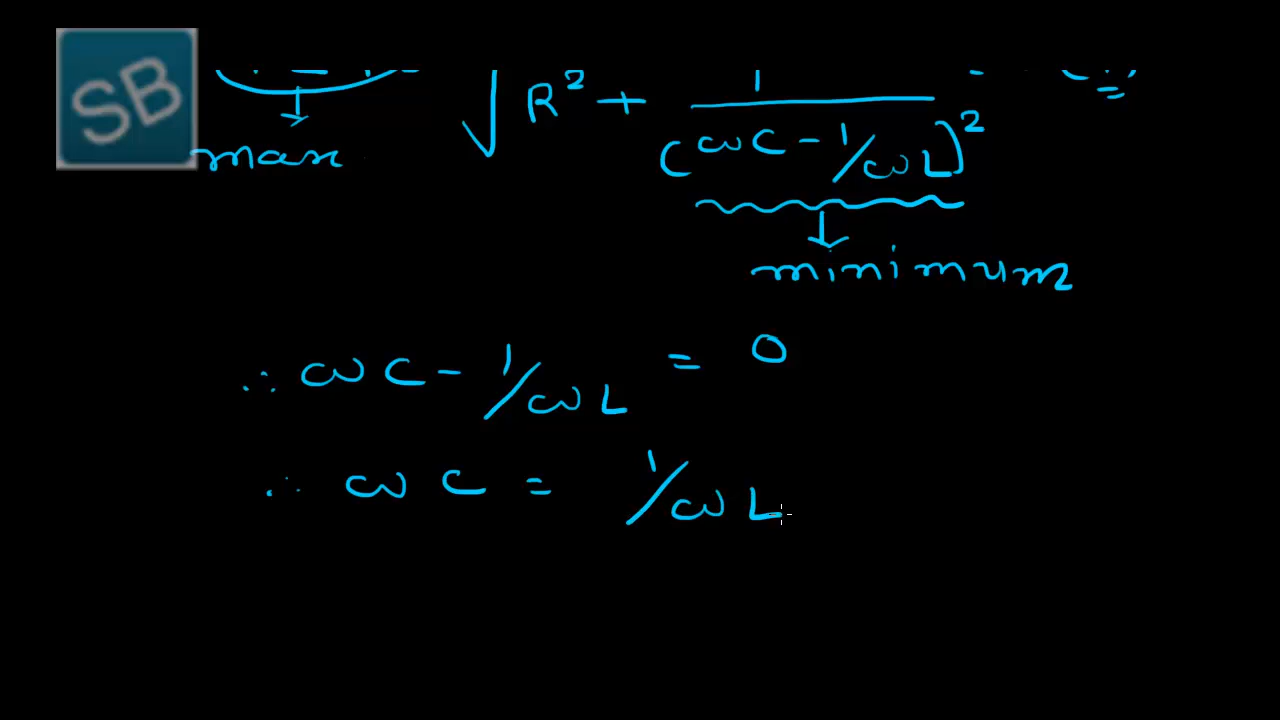 SB
1
√ R² + ――――――――
(ωC - 1/ωL)²
max
minimum
∴ ωC - 1/ωL = 0
∴ ωC = 1/ωL